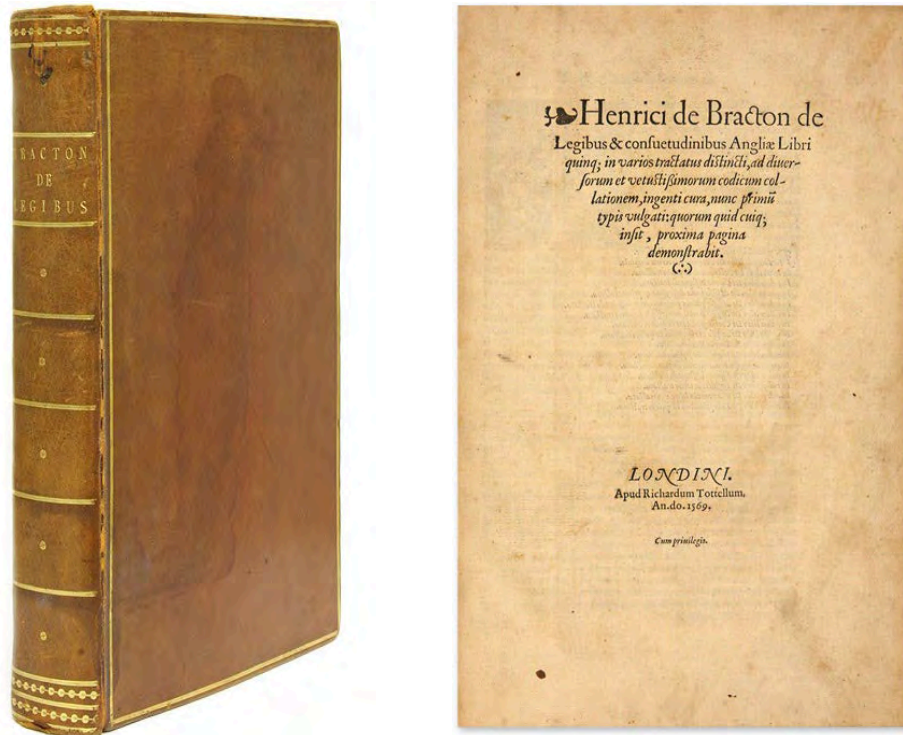 BRACTON
DE
LEGIBUS
Henrici de Bracton de
Legibus & consuetudinibus Angliæ Libri
quinq; in varios tractatus distincti, ad diuer-
sorum et vetustissimorum codicum col-
lationem, ingenti cura, nunc primū
typis vulgati: quorum quid cuiq;
insit, proxima pagina
demonstrabit.
(∴)
LONDINI.
Apud Richardum Tottellum.
An. do. 1569.
Cum priuilegio.